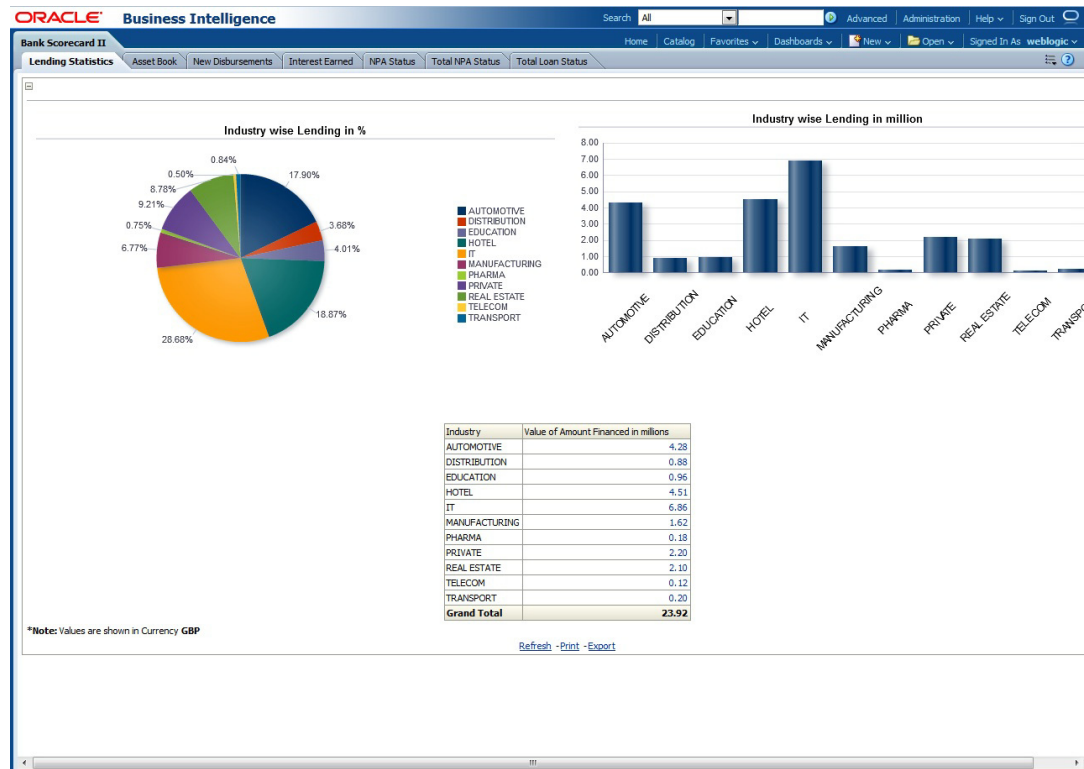 ORACLE Business Intelligence
Search All Advanced Administration Help Sign Out
Bank Scorecard II
Home Catalog Favorites Dashboards New Open Signed In As weblogic
Lending Statistics Asset Book New Disbursements Interest Earned NPA Status Total NPA Status Total Loan Status
Industry wise Lending in %
0.84%
0.50%
8.78%
9.21%
0.75%
6.77%
28.68%
17.90%
3.68%
4.01%
18.87%
AUTOMOTIVE
DISTRIBUTION
EDUCATION
HOTEL
IT
MANUFACTURING
PHARMA
PRIVATE
REAL ESTATE
TELECOM
TRANSPORT
Industry wise Lending in million
8.00
7.00
6.00
5.00
4.00
3.00
2.00
1.00
0.00
AUTOMOTIVE
DISTRIBUTION
EDUCATION
HOTEL
IT
MANUFACTURING
PHARMA
PRIVATE
REAL ESTATE
TELECOM
TRANSPO
Industry Value of Amount Financed in millions
AUTOMOTIVE 4.28
DISTRIBUTION 0.88
EDUCATION 0.96
HOTEL 4.51
IT 6.86
MANUFACTURING 1.62
PHARMA 0.18
PRIVATE 2.20
REAL ESTATE 2.10
TELECOM 0.12
TRANSPORT 0.20
Grand Total 23.92
*Note: Values are shown in Currency GBP
Refresh - Print - Export